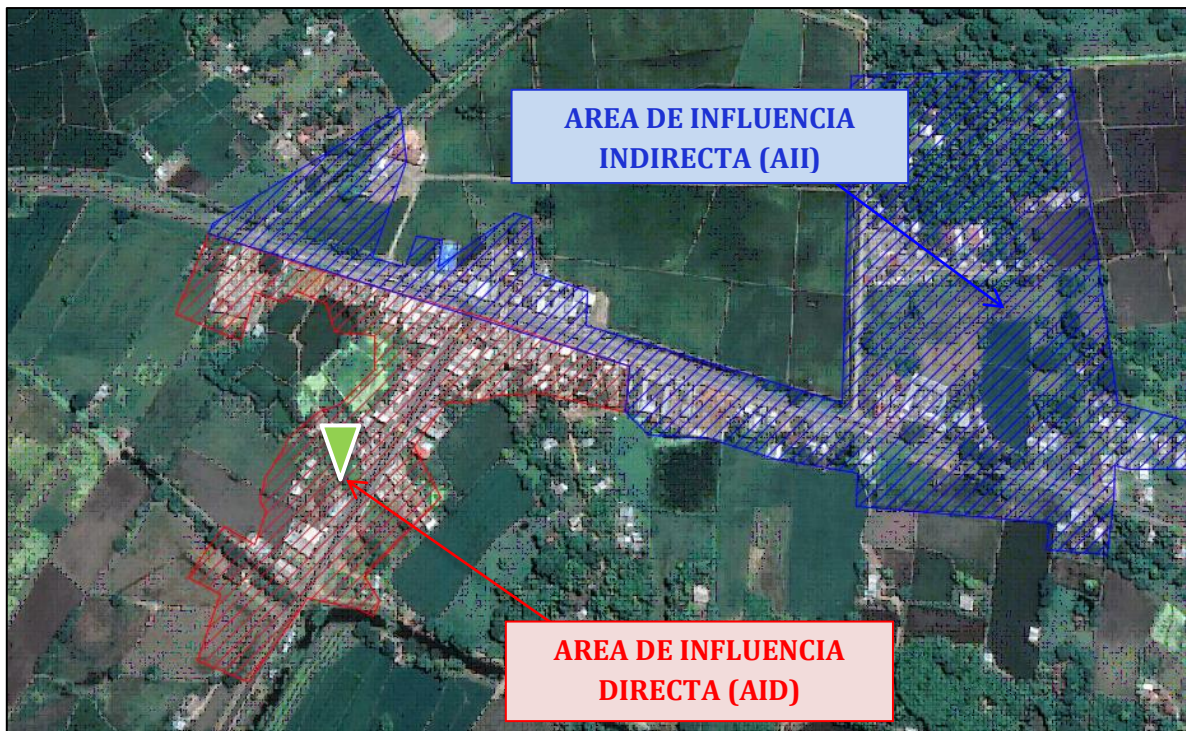 AREA DE INFLUENCIA
INDIRECTA (AII)
AREA DE INFLUENCIA
DIRECTA (AID)